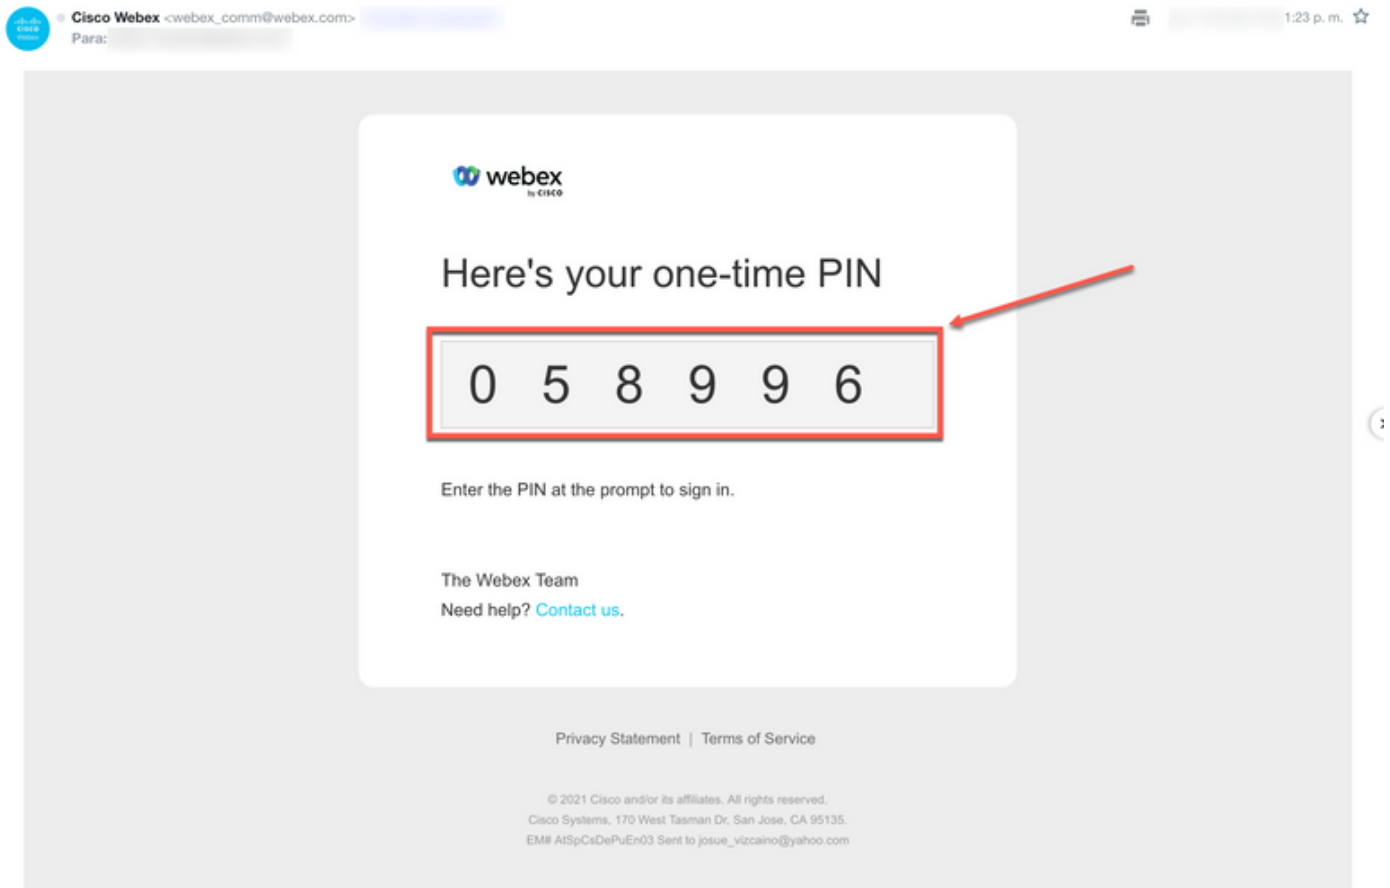 Cisco Webex <webex_comm@webex.com>
1:23 p. m.
Para:
CISCO
webex
by CISCO
Here's your one-time PIN
0 5 8 9 9 6
Enter the PIN at the prompt to sign in.
The Webex Team
Need help? Contact us.
Privacy Statement | Terms of Service
© 2021 Cisco and/or its affiliates. All rights reserved.
Cisco Systems, 170 West Tasman Dr, San Jose, CA 95135.
EM# AtSpCsDePuEn03 Sent to josue_vizcaino@yahoo.com